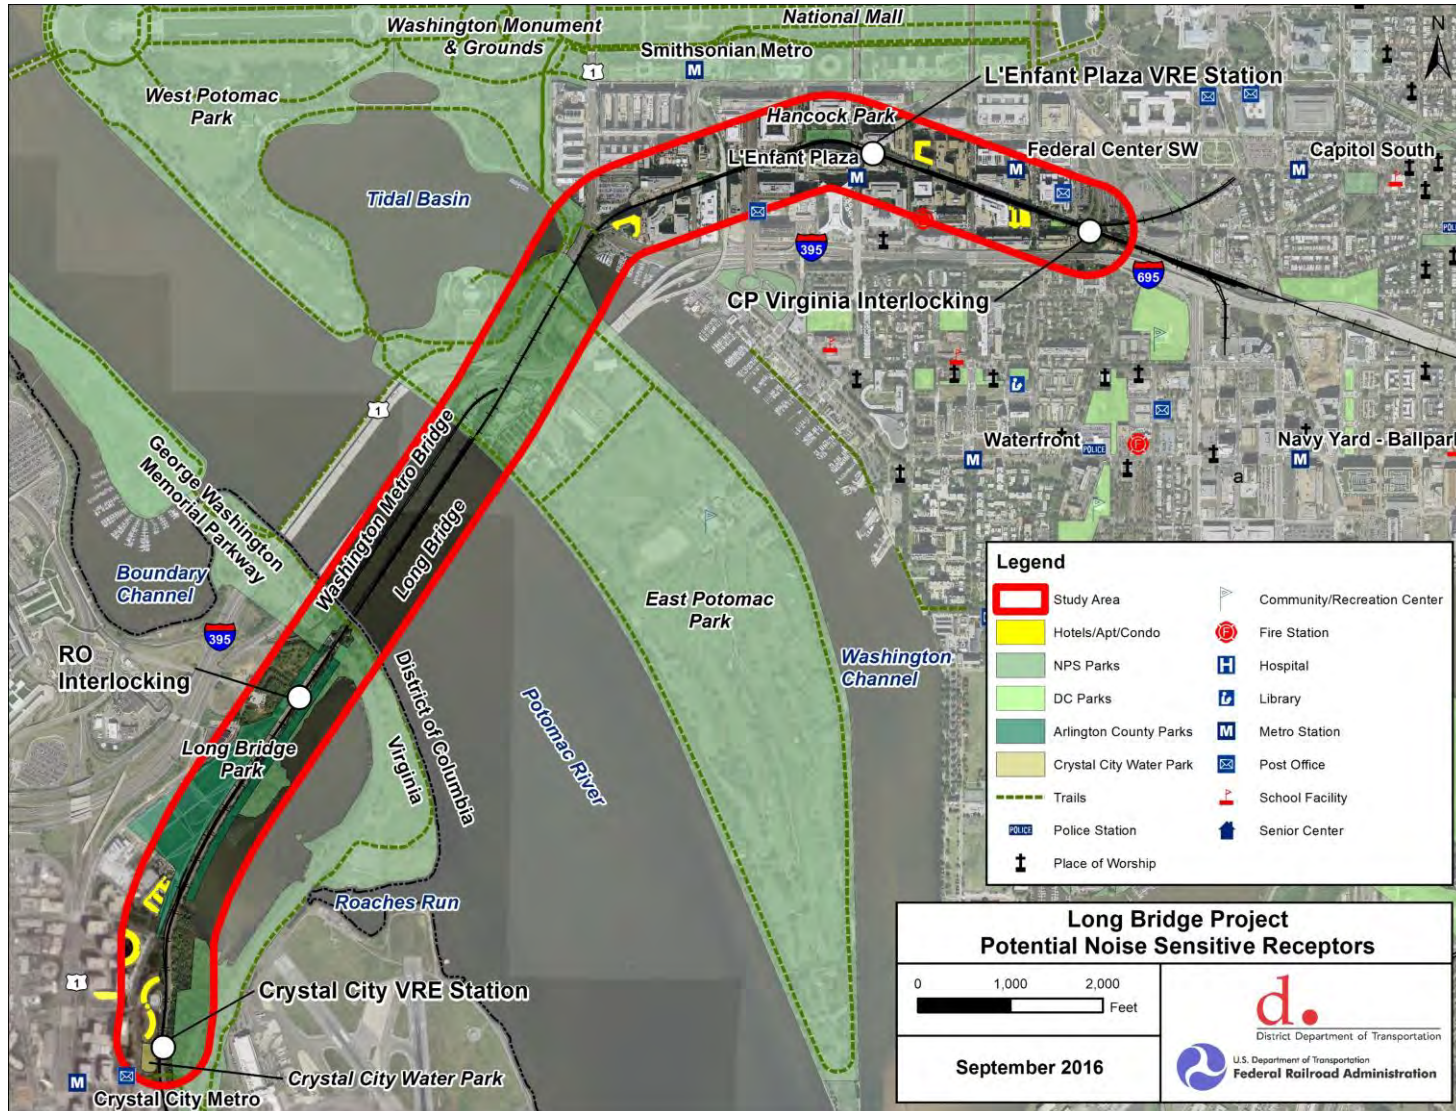 Washington Monument
& Grounds
National Mall
N
Smithsonian Metro
1
L'Enfant Plaza VRE Station
West Potomac
Park
Hancock Park
L'Enfant Plaza
M
Federal Center SW
Capitol South
Tidal Basin
395
695
CP Virginia Interlocking
1
George Washington
Memorial Parkway
Washington Metro Bridge
Long Bridge
Waterfront
POLICE
F
Navy Yard - Ballpark
a
Boundary
Channel
395
RO
Interlocking
East Potomac
Park
Washington
Channel
District of Columbia
Virginia
Potomac River
Long Bridge
Park
Roaches Run
1
Crystal City VRE Station
Crystal City Water Park
M
Crystal City Metro
Legend
Study Area
Hotels/Apt/Condo
NPS Parks
DC Parks
Arlington County Parks
Crystal City Water Park
Trails
POLICE Police Station
Place of Worship
Community/Recreation Center
F Fire Station
H Hospital
Library
M Metro Station
Post Office
School Facility
Senior Center
Long Bridge Project
Potential Noise Sensitive Receptors
0 1,000 2,000
Feet
September 2016
d.
District Department of Transportation
U.S. Department of Transportation
Federal Railroad Administration